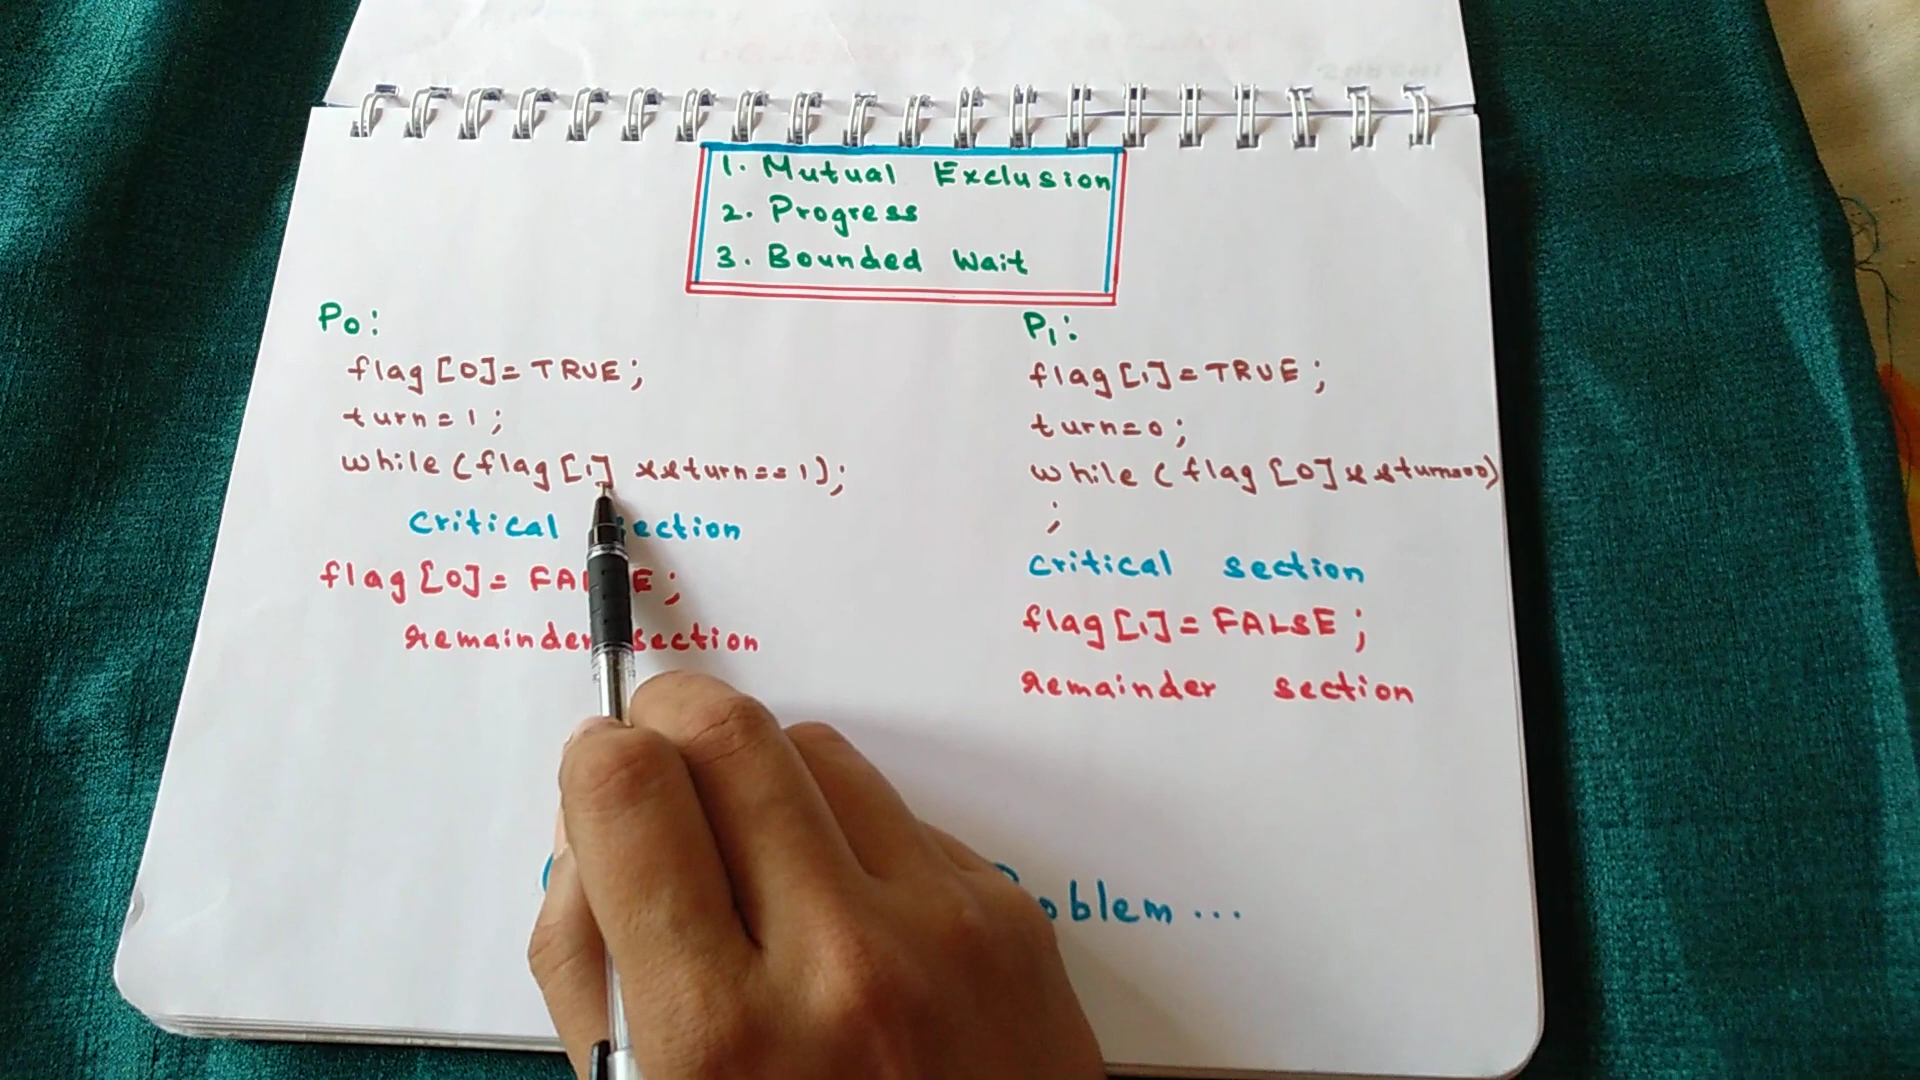 1. Mutual Exclusion
2. Progress
3. Bounded Wait
P0:
flag[0]=TRUE;
turn=1;
while(flag[1] &&turn==1);
critical
flag[0]=
remainder section
P1:
flag[1]=TRUE;
turn=0;
while(flag[0]&&turn==0)
;
critical section
flag[1]=FALSE;
remainder section